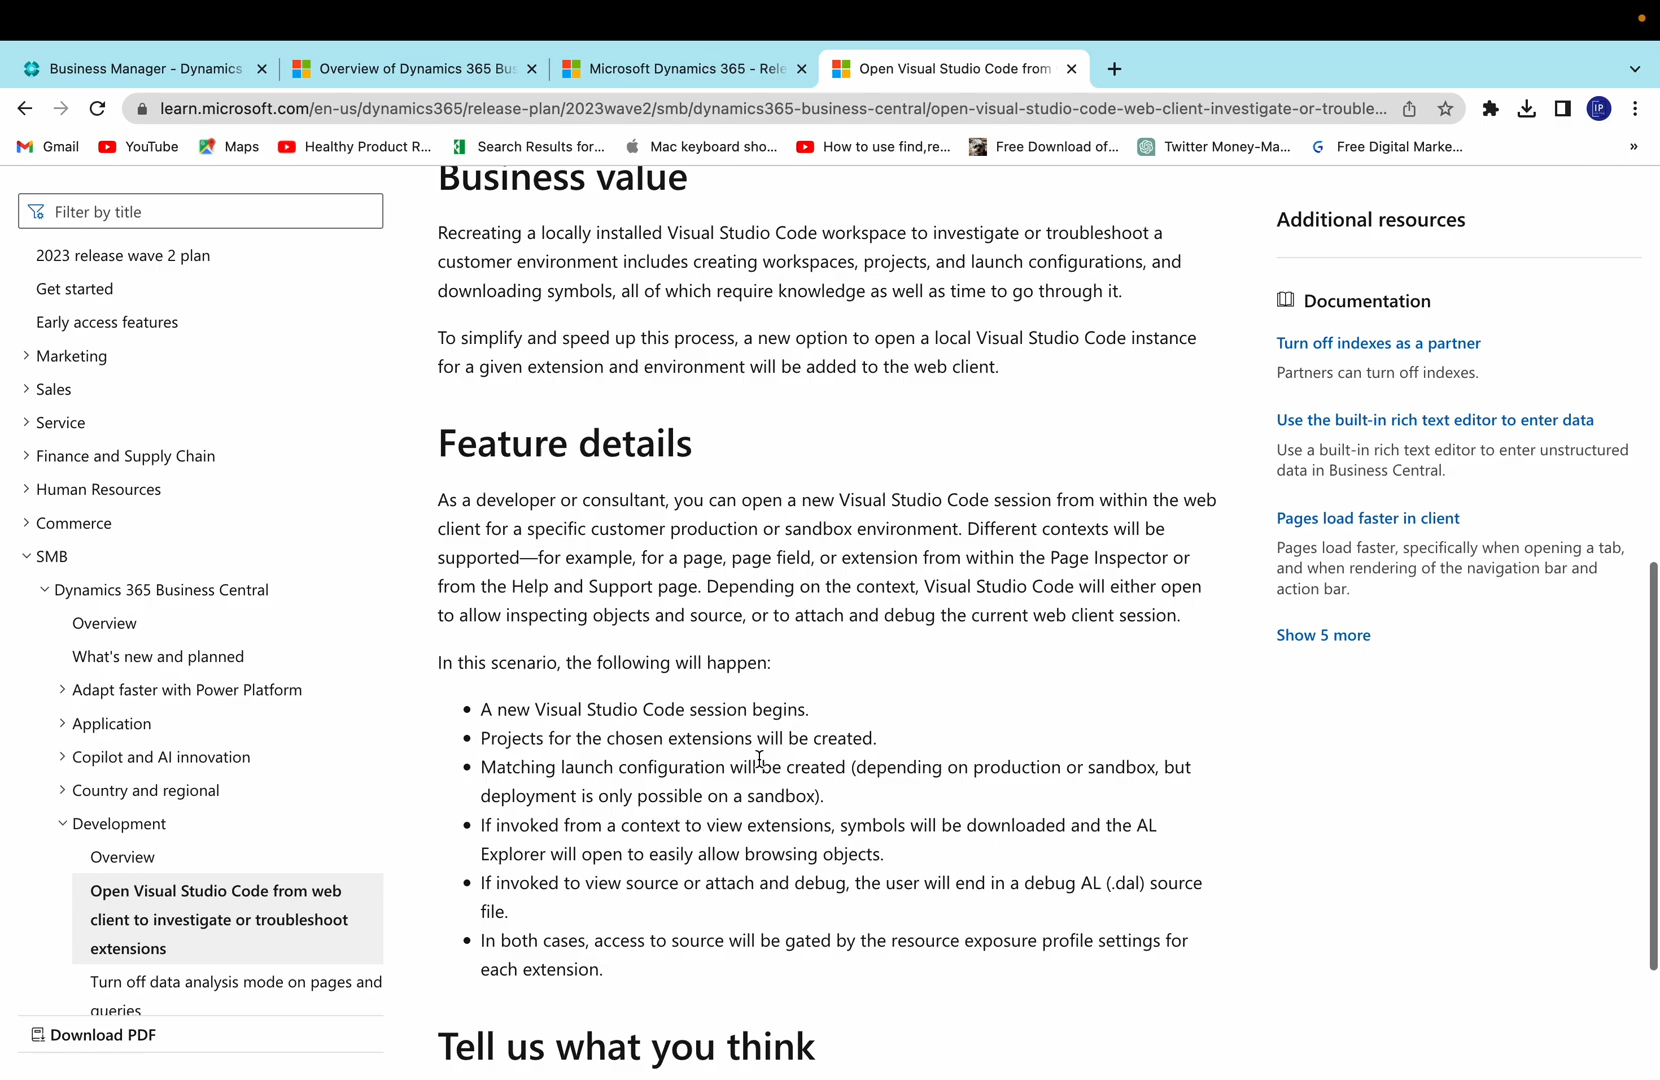 Business Manager - Dynamics
Overview of Dynamics 365 Bus
Microsoft Dynamics 365 - Rele
Open Visual Studio Code from
learn.microsoft.com/en-us/dynamics365/release-plan/2023wave2/smb/dynamics365-business-central/open-visual-studio-code-web-client-investigate-or-trouble...
IP
Gmail
YouTube
Maps
Healthy Product R...
Search Results for...
Mac keyboard sho...
How to use find,re...
Free Download of...
Twitter Money-Ma...
Free Digital Marke...
»
Filter by title
2023 release wave 2 plan
Get started
Early access features
Marketing
Sales
Service
Finance and Supply Chain
Human Resources
Commerce
SMB
Dynamics 365 Business Central
Overview
What's new and planned
Adapt faster with Power Platform
Application
Copilot and AI innovation
Country and regional
Development
Overview
Open Visual Studio Code from web
client to investigate or troubleshoot
extensions
Turn off data analysis mode on pages and
queries
Download PDF
Business value
Recreating a locally installed Visual Studio Code workspace to investigate or troubleshoot a
customer environment includes creating workspaces, projects, and launch configurations, and
downloading symbols, all of which require knowledge as well as time to go through it.
To simplify and speed up this process, a new option to open a local Visual Studio Code instance
for a given extension and environment will be added to the web client.
Feature details
As a developer or consultant, you can open a new Visual Studio Code session from within the web
client for a specific customer production or sandbox environment. Different contexts will be
supported—for example, for a page, page field, or extension from within the Page Inspector or
from the Help and Support page. Depending on the context, Visual Studio Code will either open
to allow inspecting objects and source, or to attach and debug the current web client session.
In this scenario, the following will happen:
• A new Visual Studio Code session begins.
• Projects for the chosen extensions will be created.
• Matching launch configuration will be created (depending on production or sandbox, but
deployment is only possible on a sandbox).
• If invoked from a context to view extensions, symbols will be downloaded and the AL
Explorer will open to easily allow browsing objects.
• If invoked to view source or attach and debug, the user will end in a debug AL (.dal) source
file.
• In both cases, access to source will be gated by the resource exposure profile settings for
each extension.
Tell us what you think
Additional resources
Documentation
Turn off indexes as a partner
Partners can turn off indexes.
Use the built-in rich text editor to enter data
Use a built-in rich text editor to enter unstructured
data in Business Central.
Pages load faster in client
Pages load faster, specifically when opening a tab,
and when rendering of the navigation bar and
action bar.
Show 5 more